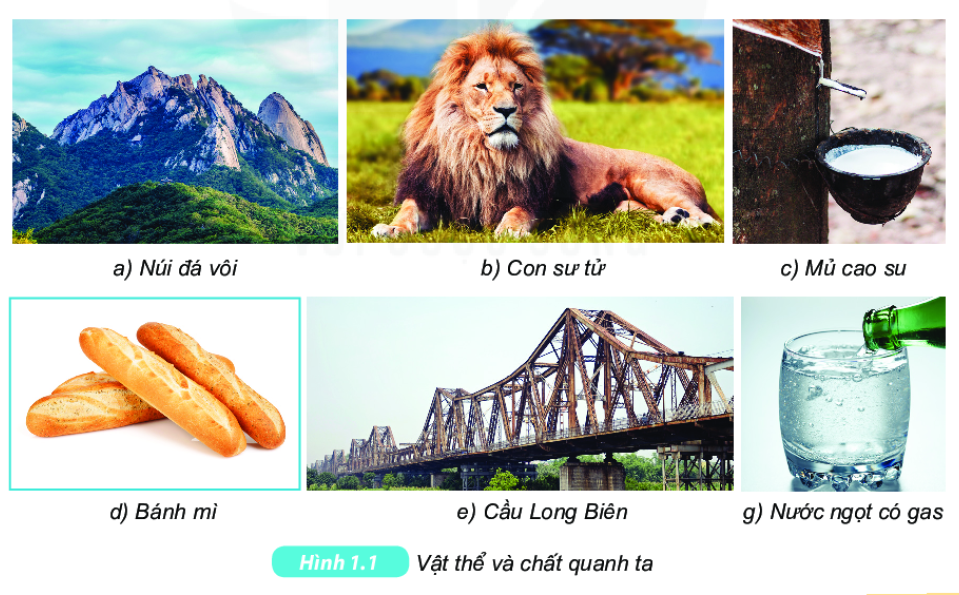 a) Núi đá vôi
b) Con sư tử
c) Mủ cao su
d) Bánh mì
e) Cầu Long Biên
g) Nước ngọt có gas
Hình 1.1 Vật thể và chất quanh ta